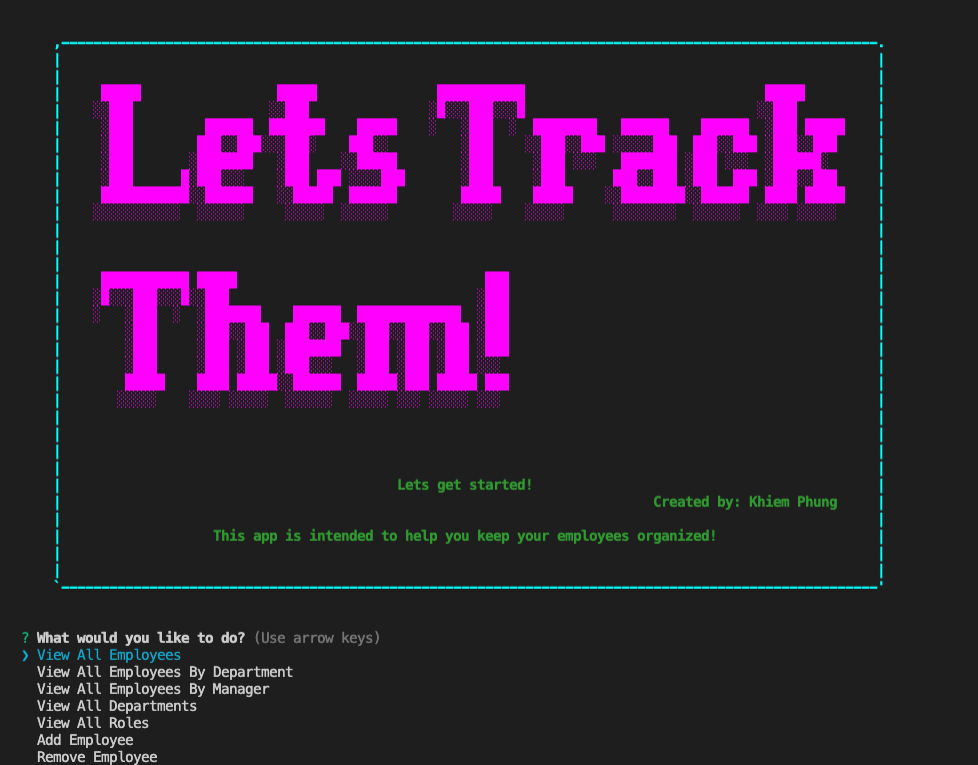 Lets Track
Them!
Lets get started!
Created by: Khiem Phung
This app is intended to help you keep your employees organized!
? What would you like to do? (Use arrow keys)
❯ View All Employees
View All Employees By Department
View All Employees By Manager
View All Departments
View All Roles
Add Employee
Remove Employee